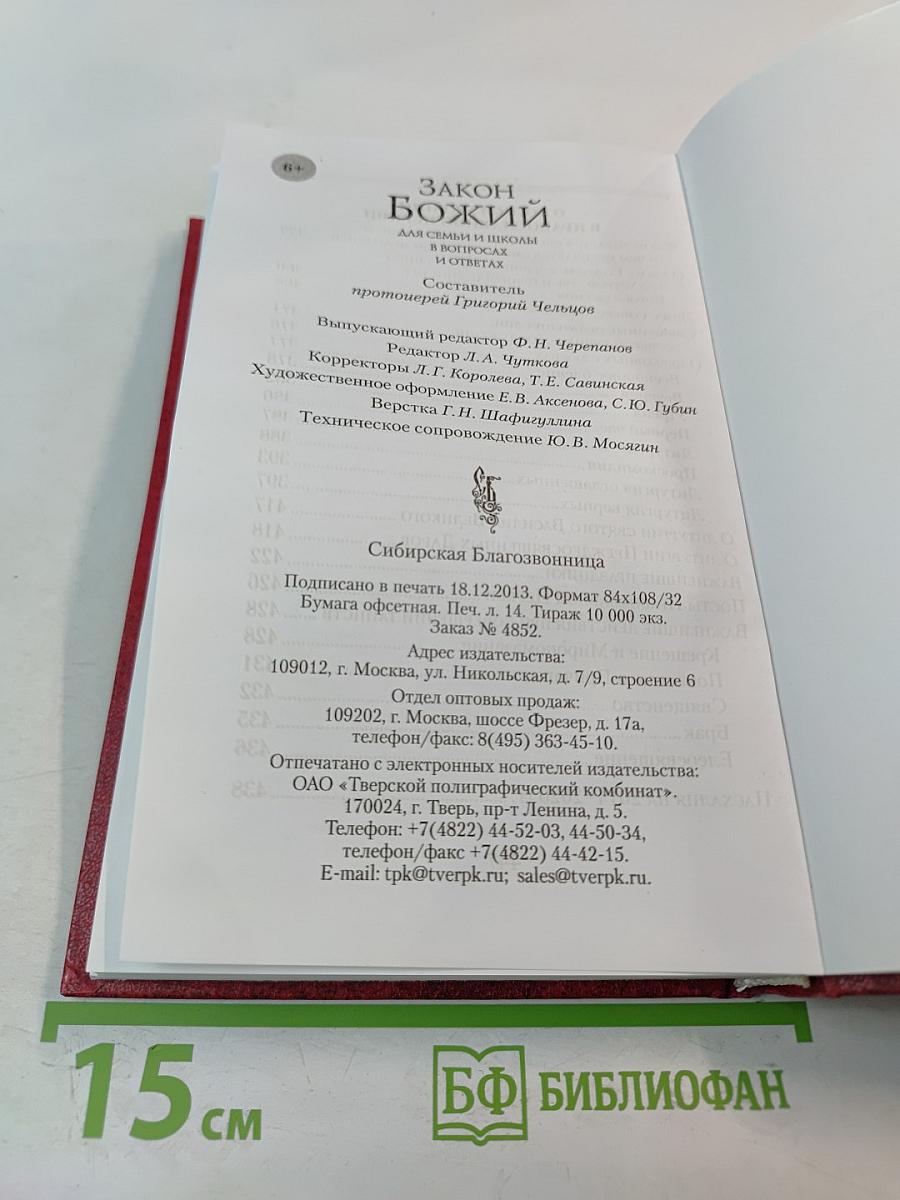 6+
ЗАКОН
БОЖИЙ
ДЛЯ СЕМЬИ И ШКОЛЫ
В ВОПРОСАХ
И ОТВЕТАХ
Составитель
протоиерей Григорий Чельцов
Выпускающий редактор Ф. Н. Черепанов
Редактор Л. А. Чуткова
Корректоры Л. Г. Королева, Т. Е. Савинская
Художественное оформление Е. В. Аксенова, С. Ю. Губин
Верстка Г. Н. Шафигуллина
Техническое сопровождение Ю. В. Мосягин
Сибирская Благозвонница
Подписано в печать 18.12.2013. Формат 84х108/32
Бумага офсетная. Печ. л. 14. Тираж 10 000 экз.
Заказ № 4852.
Адрес издательства:
109012, г. Москва, ул. Никольская, д. 7/9, строение 6
Отдел оптовых продаж:
109202, г. Москва, шоссе Фрезер, д. 17а,
телефон/факс: 8(495) 363-45-10.
Отпечатано с электронных носителей издательства:
ОАО «Тверской полиграфический комбинат».
170024, г. Тверь, пр-т Ленина, д. 5.
Телефон: +7(4822) 44-52-03, 44-50-34,
телефон/факс +7(4822) 44-42-15.
E-mail: tpk@tverpk.ru; sales@tverpk.ru.
15 см
БФ БИБЛИОФАН